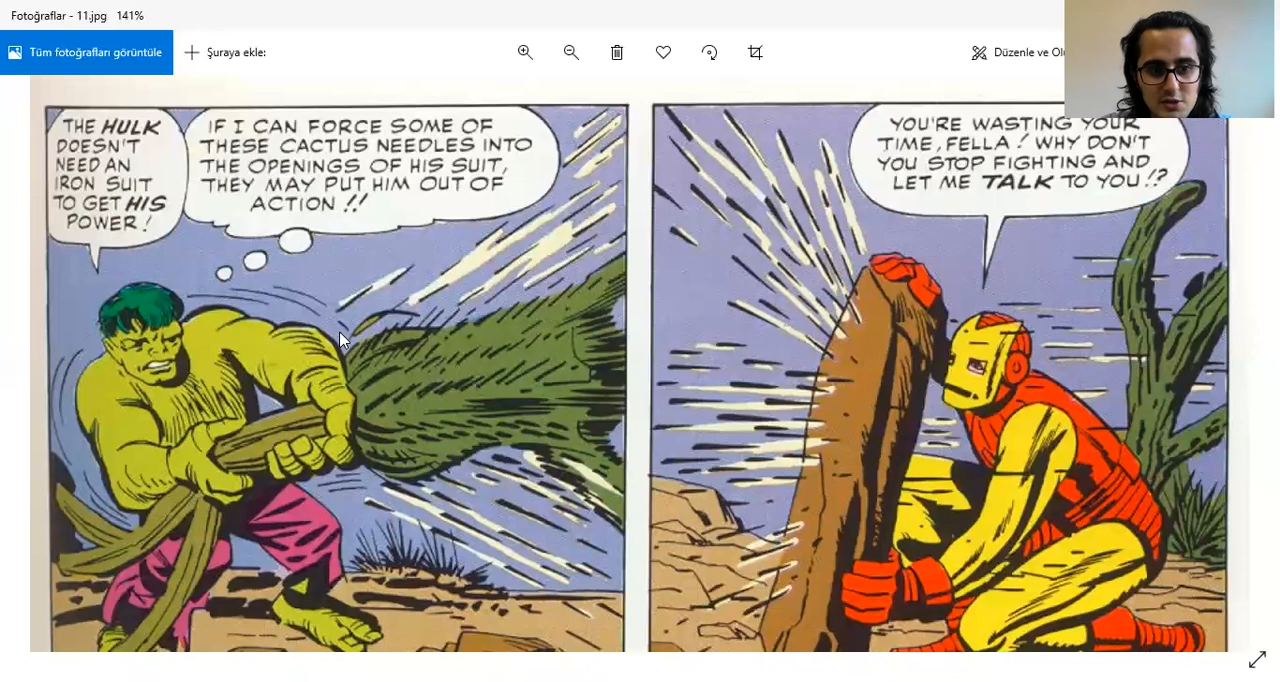 Fotoğraflar - 11.jpg 141%
Tüm fotoğrafları görüntüle
Şuraya ekle:
Düzenle ve Ol
THE HULK
DOESN'T
NEED AN
IRON SUIT
TO GET HIS
POWER!
IF I CAN FORCE SOME OF
THESE CACTUS NEEDLES INTO
THE OPENINGS OF HIS SUIT,
THEY MAY PUT HIM OUT OF
ACTION!!
YOU'RE WASTING YOUR
TIME, FELLA! WHY DON'T
YOU STOP FIGHTING AND
LET ME TALK TO YOU!?